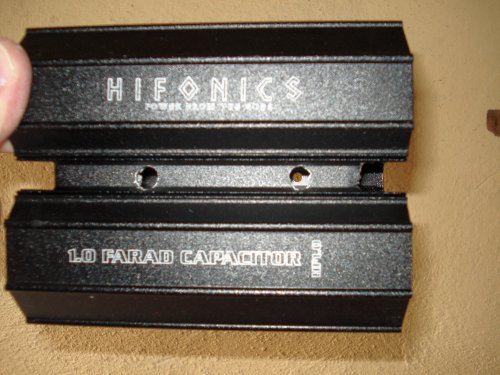 HIFONICS
POWER FROM THE GODS
1.0 FARAD CAPACITOR